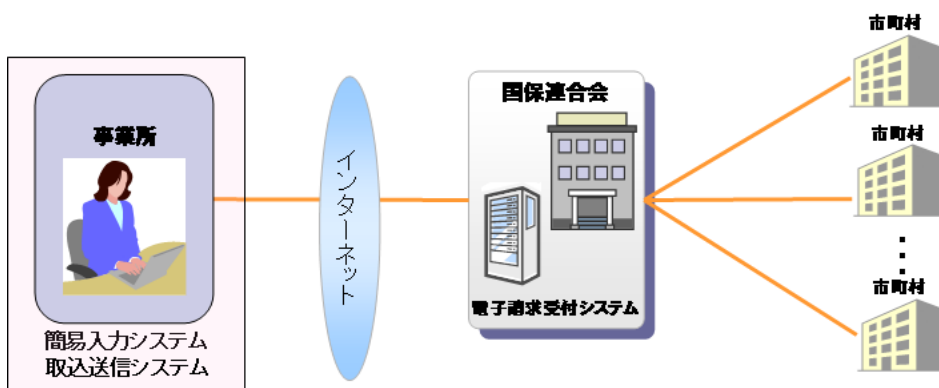 事業所
簡易入力システム
取込送信システム
インターネット
国保連合会
電子請求受付システム
市町村
市町村
市町村